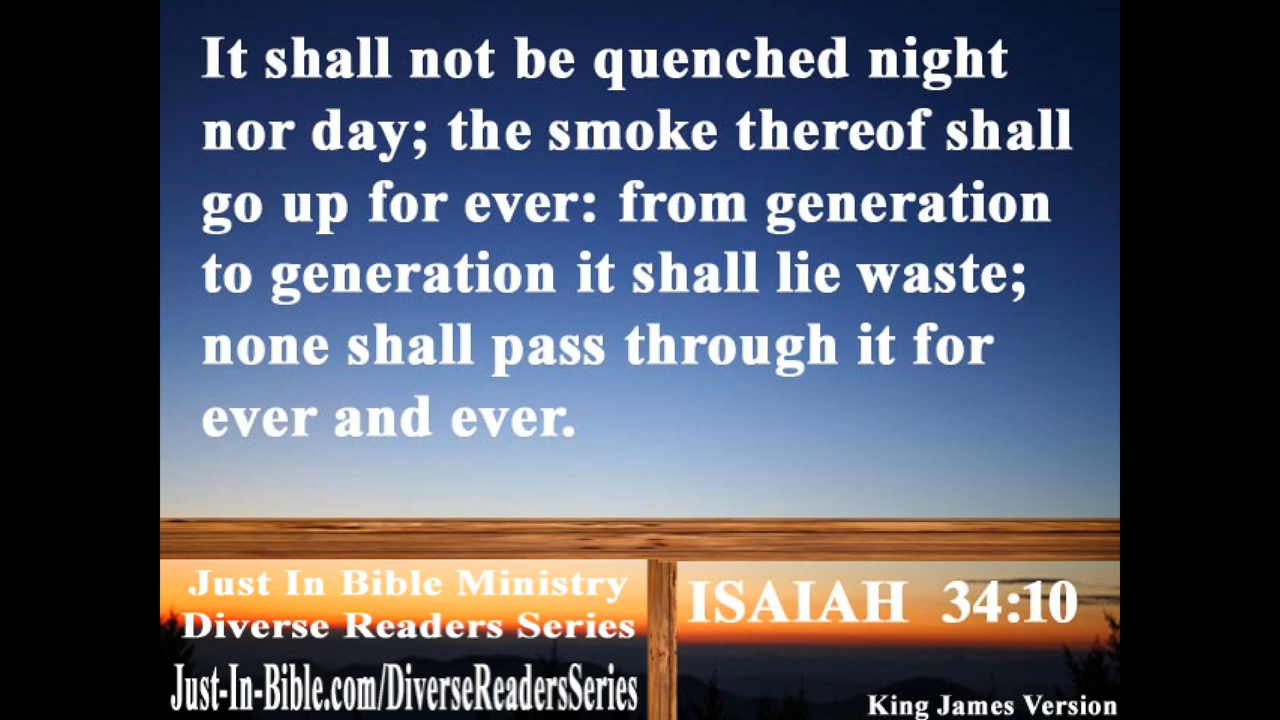 It shall not be quenched night
nor day; the smoke thereof shall
go up for ever: from generation
to generation it shall lie waste;
none shall pass through it for
ever and ever.
Just In Bible Ministry
Diverse Readers Series
Just-In-Bible.com/DiverseReadersSeries
ISAIAH 34:10
King James Version